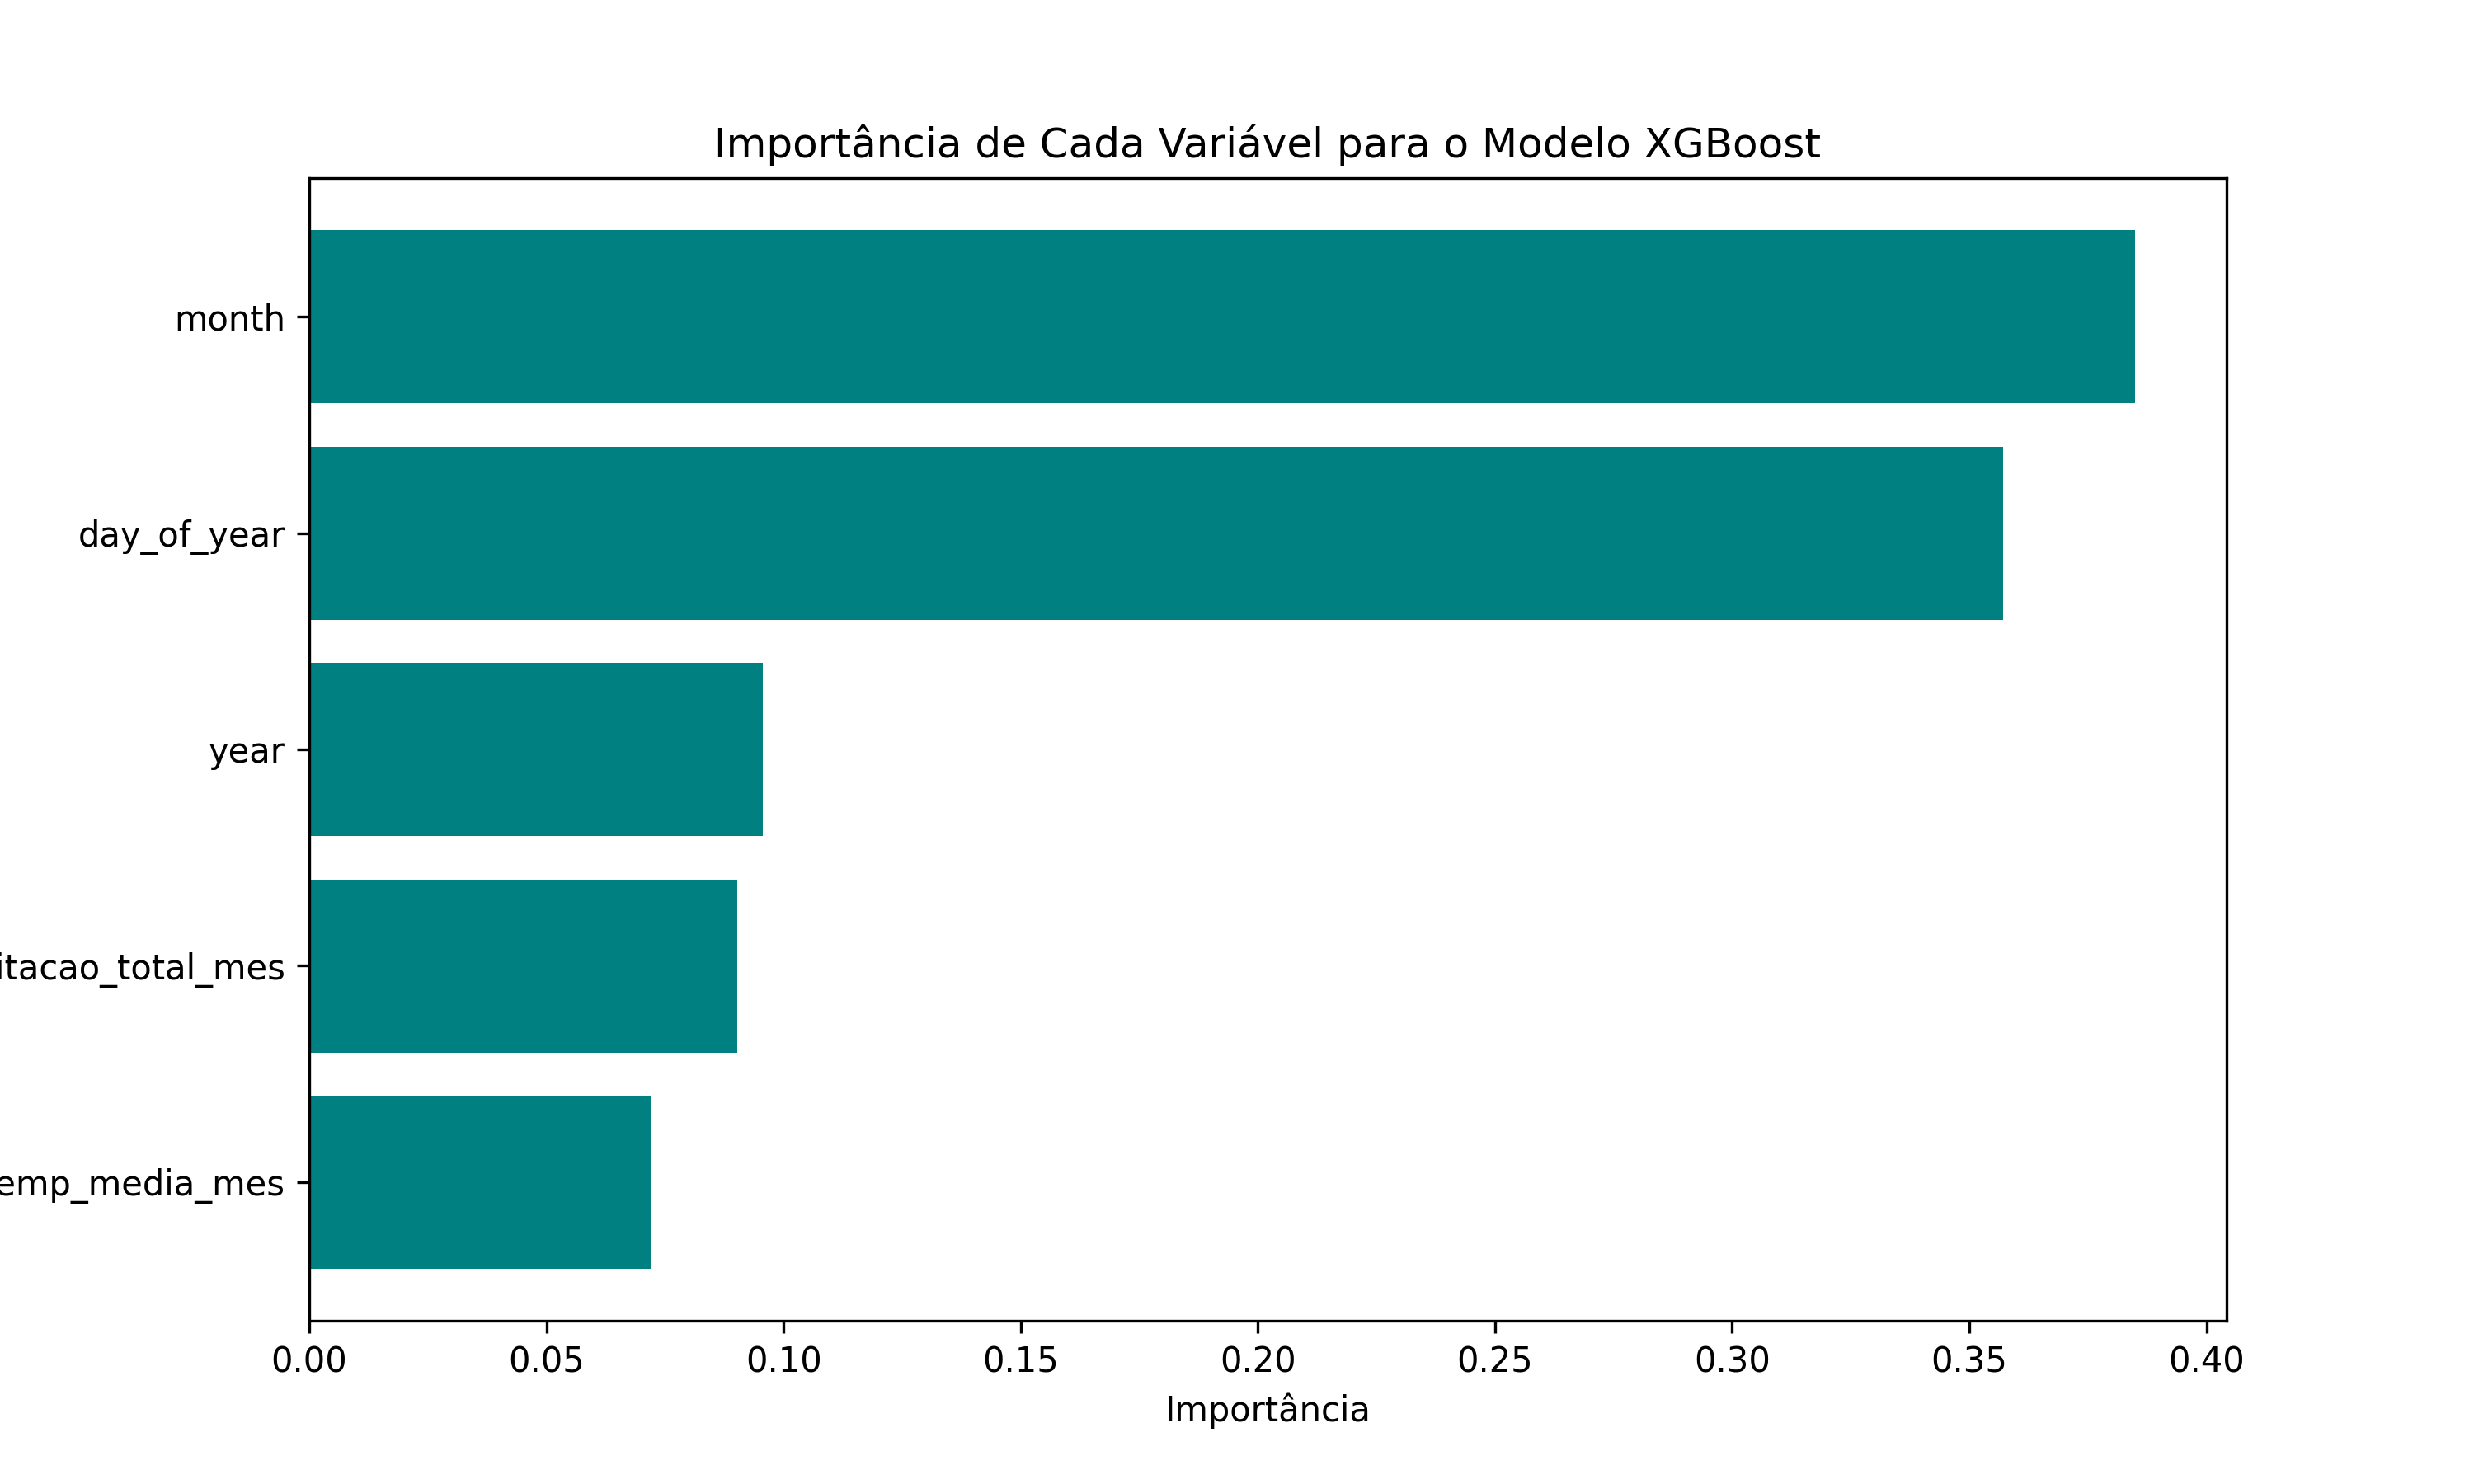 Importância de Cada Variável para o Modelo XGBoost
month
day_of_year
year
itacao_total_mes
emp_media_mes
0.00 0.05 0.10 0.15 0.20 0.25 0.30 0.35 0.40
Importância